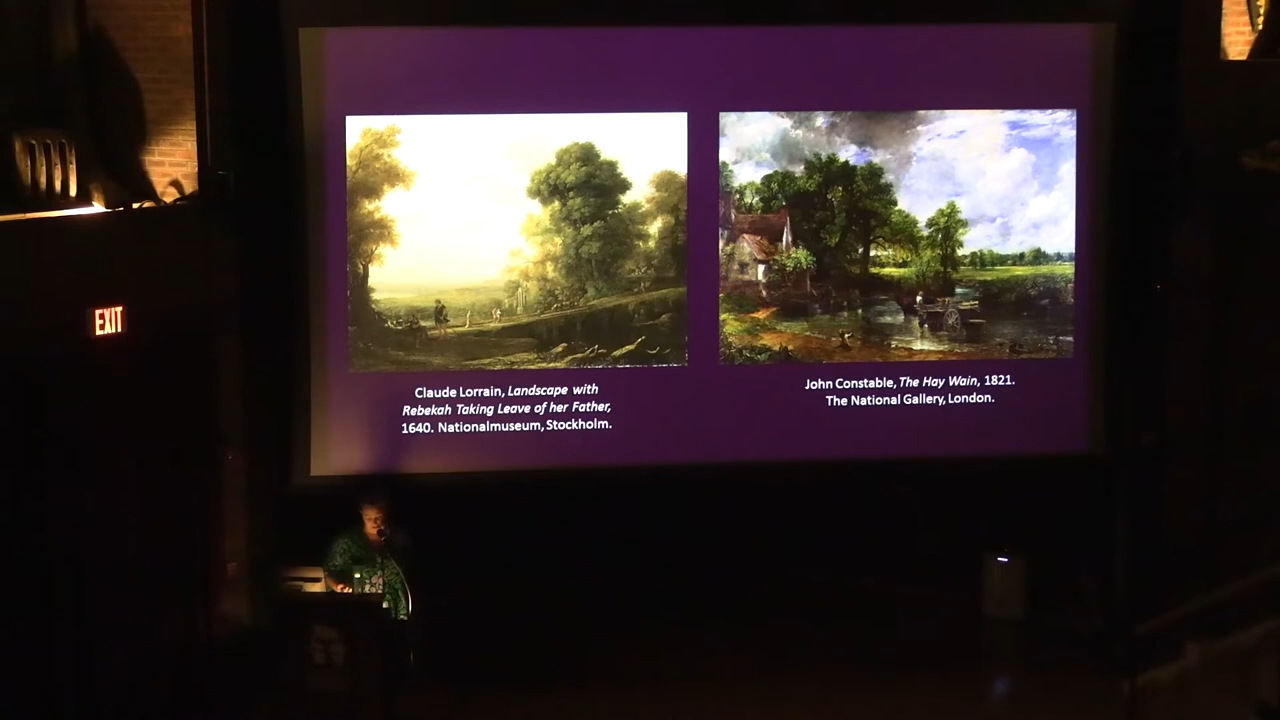 EXIT
Claude Lorrain, Landscape with
Rebekah Taking Leave of her Father,
1640. Nationalmuseum, Stockholm.
John Constable, The Hay Wain, 1821.
The National Gallery, London.